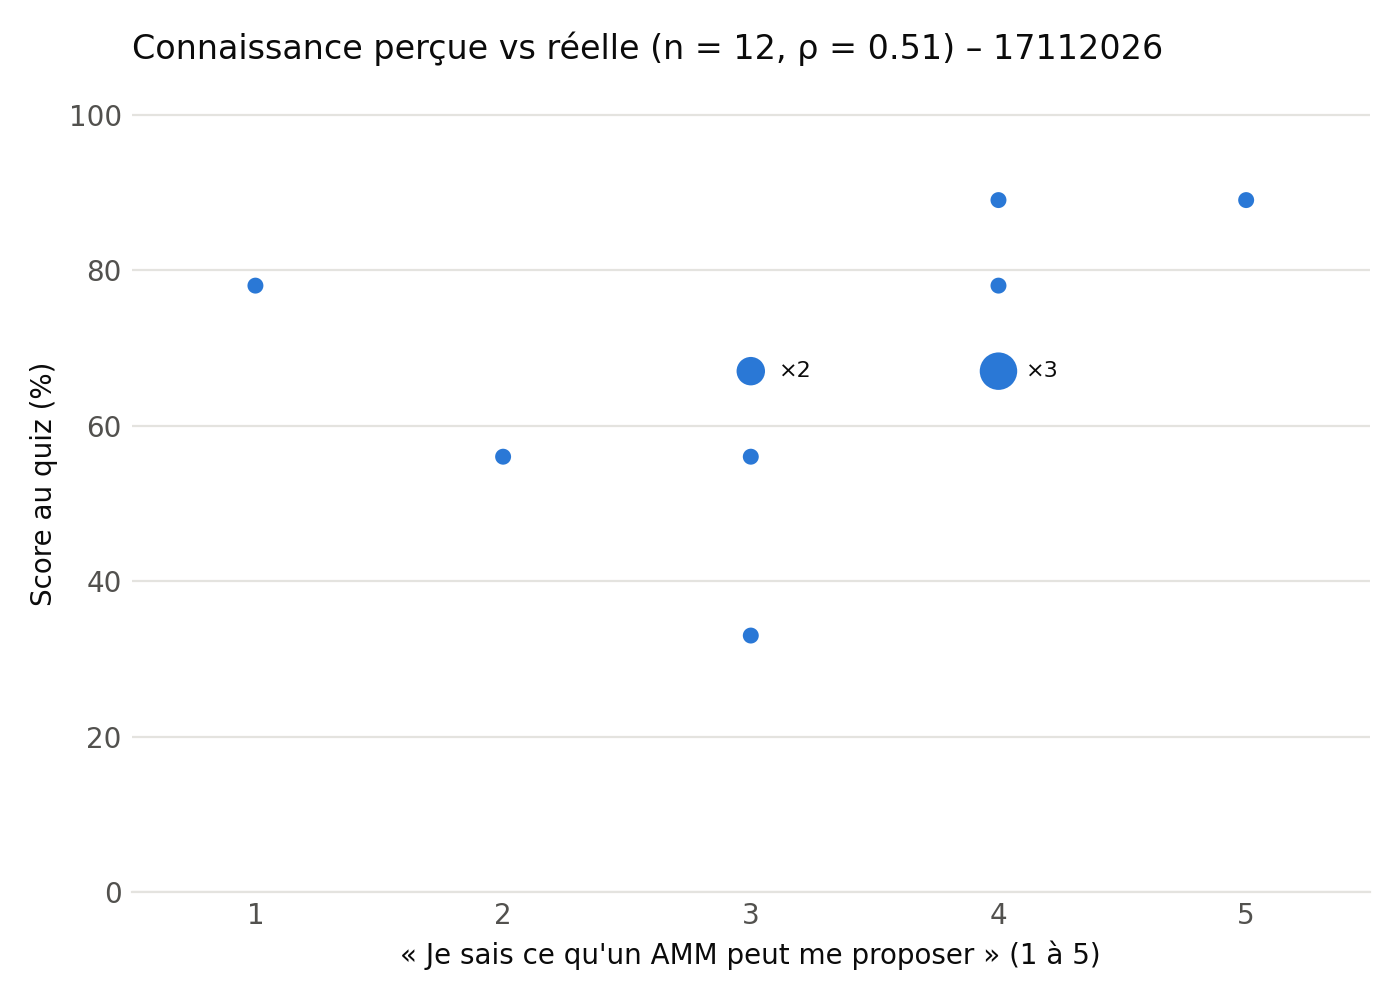 Connaissance perçue vs réelle (n = 12, ρ = 0.51) – 17112026
100
80
60
40
20
0
×2
×3
1 2 3 4 5
Score au quiz (%)
« Je sais ce qu'un AMM peut me proposer » (1 à 5)